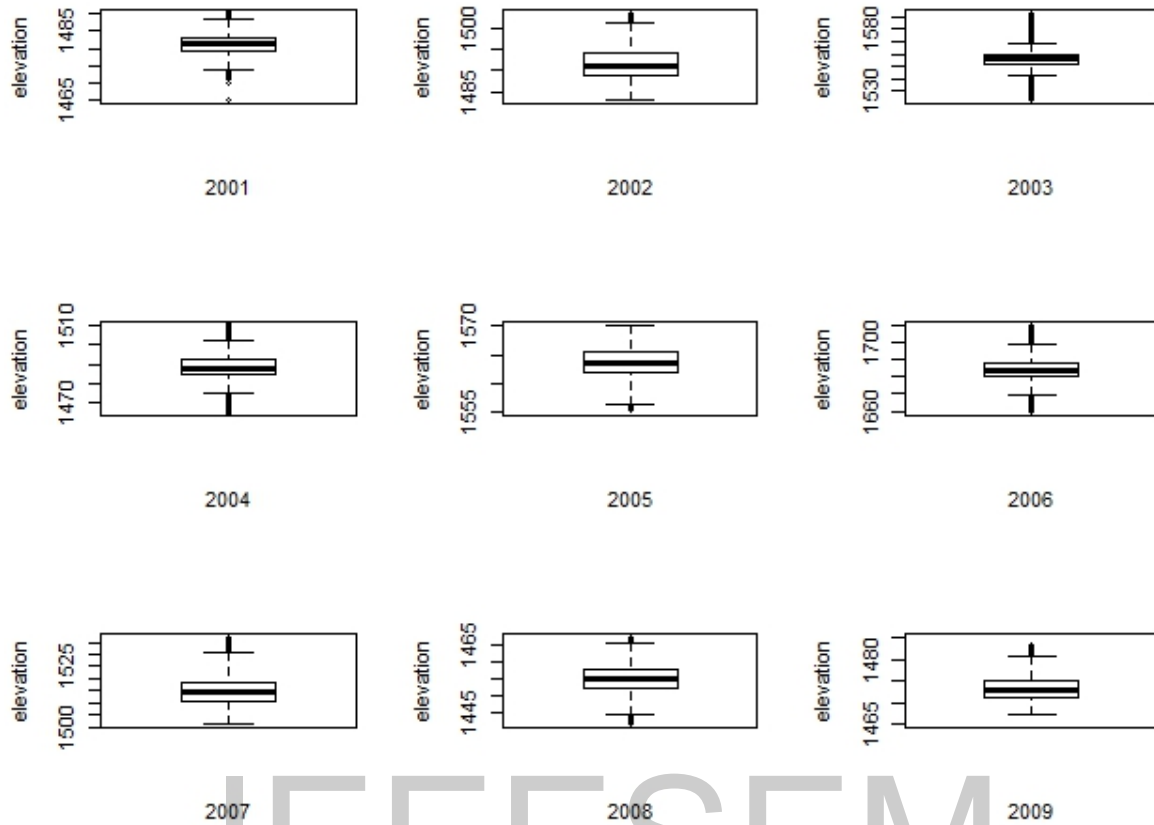 elevation 1465 1485 2001
elevation 1485 1500 2002
elevation 1530 1580 2003
elevation 1470 1510 2004
elevation 1555 1570 2005
elevation 1660 1700 2006
elevation 1500 1525 2007
elevation 1445 1465 2008
elevation 1465 1480 2009